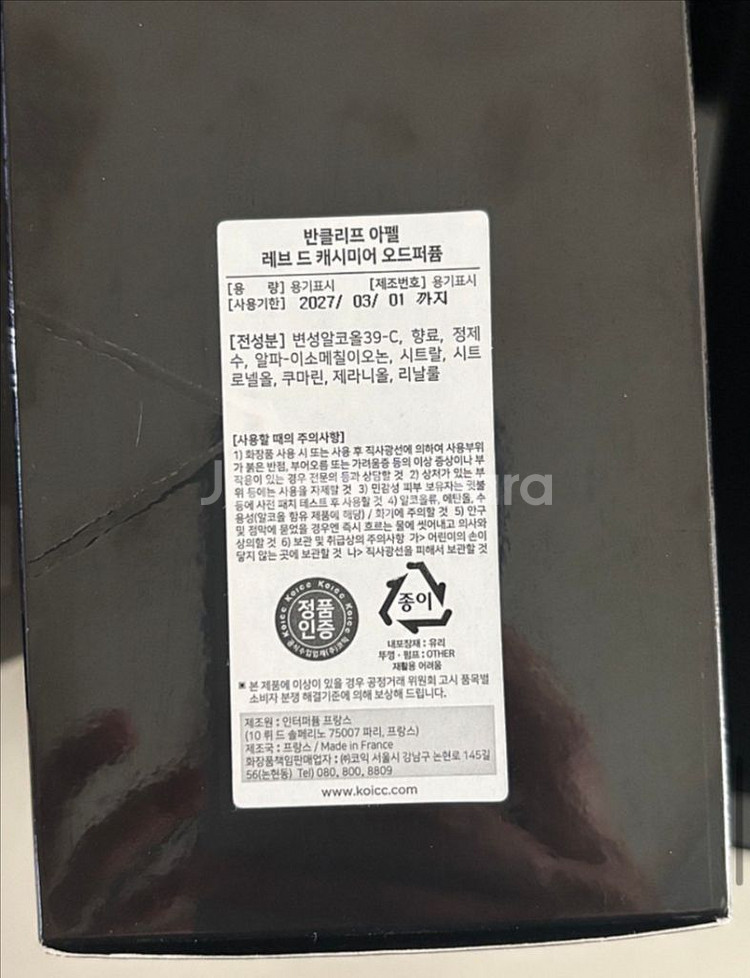 반클리프 아펠
레브 드 캐시미어 오드퍼퓸
[용 량] 용기표시 [제조번호] 용기표시
[사용기한] 2027/ 03/ 01 까지
[전성분] 변성알코올39-C, 향료, 정제
수, 알파-이소메칠이오논, 시트랄, 시트
로넬올, 쿠마린, 제라니올, 리날룰
[사용할 때의 주의사항]
1) 화장품 사용 시 또는 사용 후 직사광선에 의하여 사용부위
가 붉은 반점, 부어오름 또는 가려움증 등의 이상 증상이나 부
작용이 있는 경우 전문의 등과 상담할 것 2) 상처가 있는 부
위 등에는 사용을 자제할 것 3) 민감성 피부 보유자는 귓불
등에 사전 패치 테스트 후 사용할 것 4) 알코올류, 에탄올, 수
용성(알코올 함유 제품에 해당) / 화기에 주의할 것 5) 안구
및 점막에 묻었을 경우엔 즉시 흐르는 물에 씻어내고 의사와
상의할 것 6) 보관 및 취급상의 주의사항 가> 어린이의 손이
닿지 않는 곳에 보관할 것 나> 직사광선을 피해서 보관할 것
Koicc Koicc Koicc Koicc
정품
인증
공식수입업체(주)코익
종이
내포장재 : 유리
뚜영 · 펌프 : OTHER
재활용 어려움
▣ 본 제품에 이상이 있을 경우 공정거래 위원회 고시 품목별
소비자 분쟁 해결기준에 의해 보상해 드립니다.
제조원 : 인터퍼퓸 프랑스
(10 뤼 드 솔페리노 75007 파리, 프랑스)
제조국 : 프랑스 / Made in France
화장품책임판매업자 : ㈜코익 서울시 강남구 논현로 145길
56(논현동) Tel) 080, 800, 8809
www.koicc.com